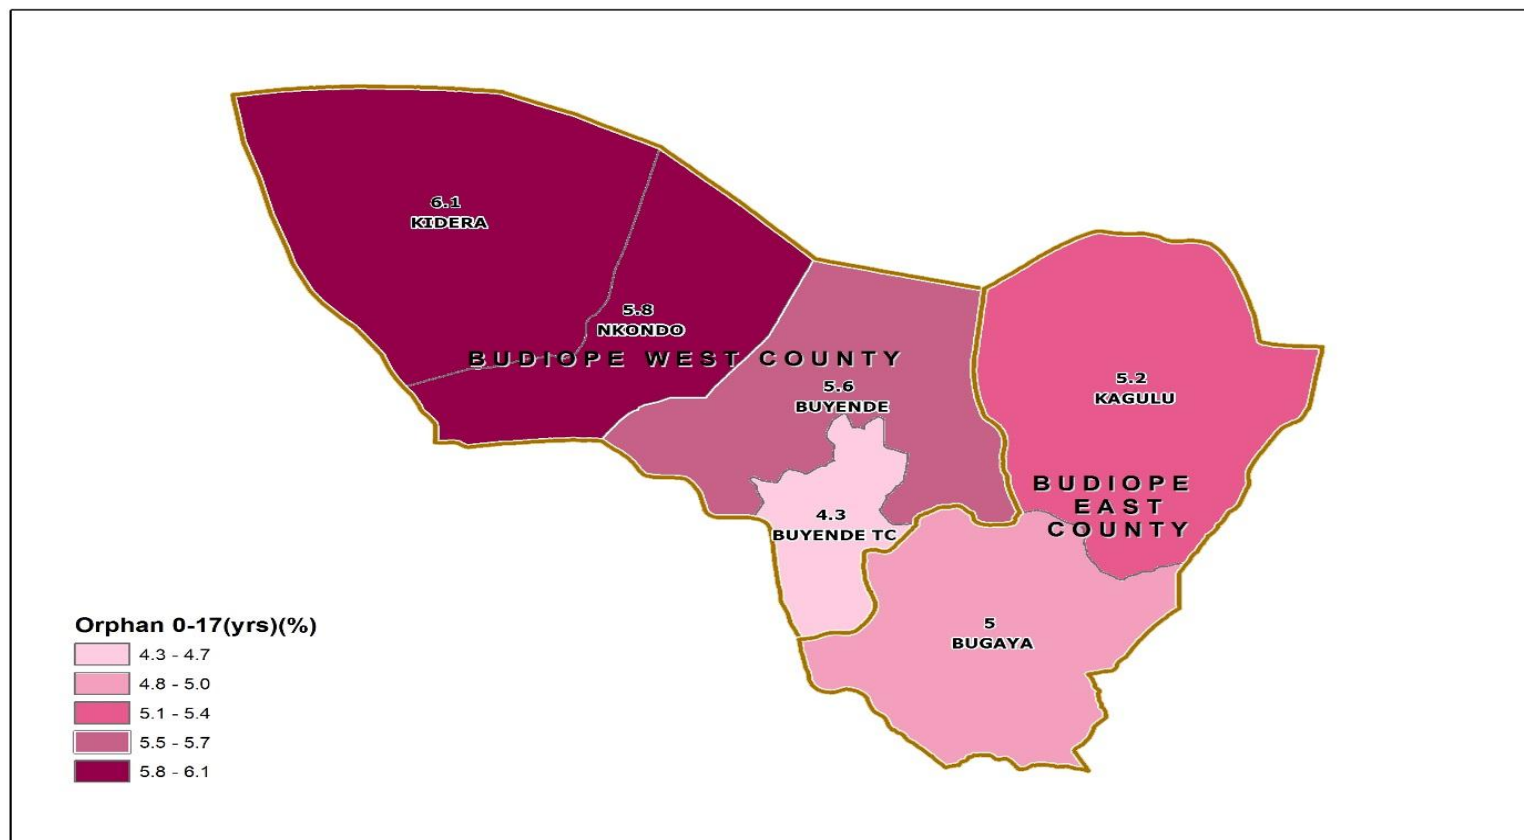 6.1
KIDERA
5.8
NKONDO
BUDIOPE WEST COUNTY
5.6
BUYENDE
5.2
KAGULU
BUDIOPE
EAST
COUNTY
4.3
BUYENDE TC
5
BUGAYA
Orphan 0-17(yrs)(%)
4.3 - 4.7
4.8 - 5.0
5.1 - 5.4
5.5 - 5.7
5.8 - 6.1